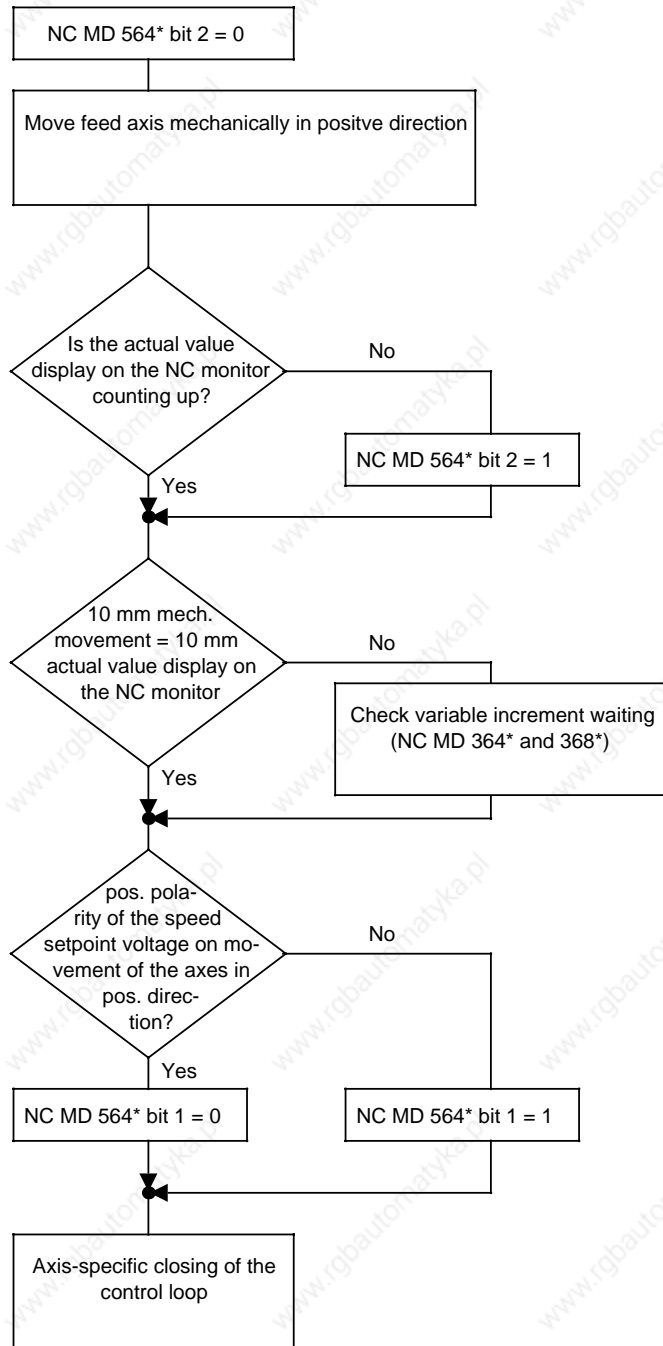 NC MD 564* bit 2 = 0
Move feed axis mechanically in positve direction
Is the actual value
display on the NC monitor
counting up?
No
NC MD 564* bit 2 = 1
Yes
10 mm mech.
movement = 10 mm
actual value display on
the NC monitor
No
Check variable increment waiting
(NC MD 364* and 368*)
Yes
pos. pola-
rity of the speed
setpoint voltage on mo-
vement of the axes in
pos. direc-
tion?
No
Yes
NC MD 564* bit 1 = 0
NC MD 564* bit 1 = 1
Axis-specific closing of the
control loop
www.rgbautomatyka.pl